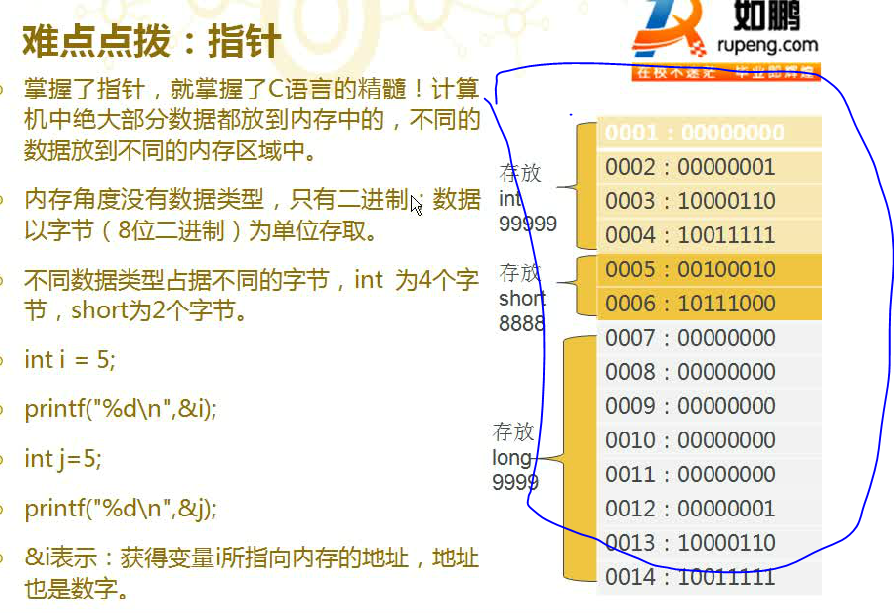 难点点拨：指针
如鹏
rupeng.com
在校不迷茫 毕业即辉煌
掌握了指针，就掌握了C语言的精髓！计算
机中绝大部分数据都放到内存中的，不同的
数据放到不同的内存区域中。
内存角度没有数据类型，只有二进制；数据
以字节（8位二进制）为单位存取。
不同数据类型占据不同的字节，int 为4个字
节，short为2个字节。
int i = 5;
printf("%d\n",&i);
int j=5;
printf("%d\n",&j);
&i表示：获得变量i所指向内存的地址，地址
也是数字。
存放
int
99999
存放
short
8888
存放
long
9999
0001：00000000
0002：00000001
0003：10000110
0004：10011111
0005：00100010
0006：10111000
0007：00000000
0008：00000000
0009：00000000
0010：00000000
0011：00000000
0012：00000001
0013：10000110
0014：10011111